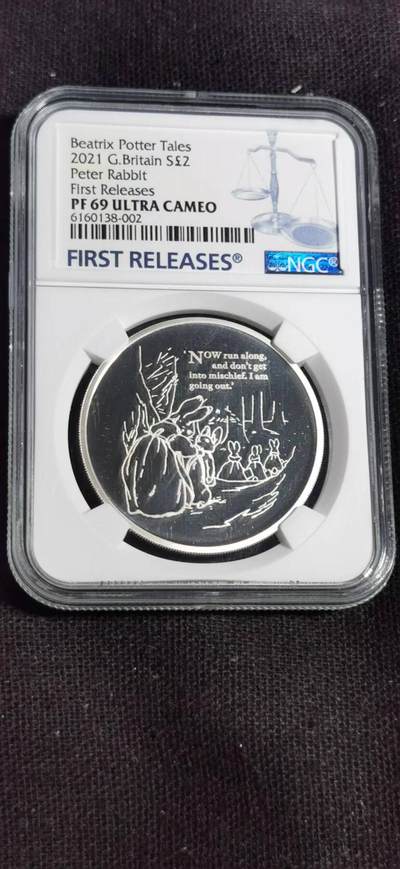 Beatrix Potter Tales
2021 G.Britain S£2
Peter Rabbit
First Releases
PF 69 ULTRA CAMEO
6160138-002
FIRST RELEASES®
NGC®
'NOW run along,
and don't get
into mischief. I am
going out.'